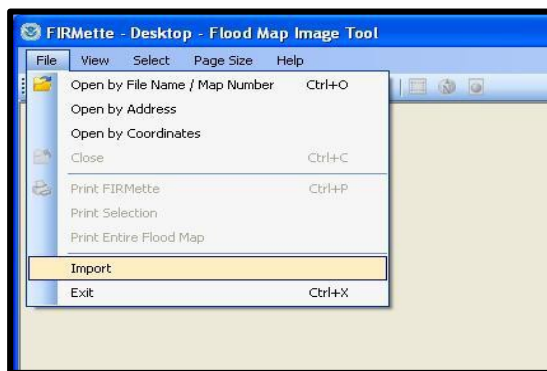 FIRMette - Desktop - Flood Map Image Tool
File View Select Page Size Help
Open by File Name / Map Number Ctrl+O
Open by Address
Open by Coordinates
Close Ctrl+C
Print FIRMette Ctrl+P
Print Selection
Print Entire Flood Map
Import
Exit Ctrl+X